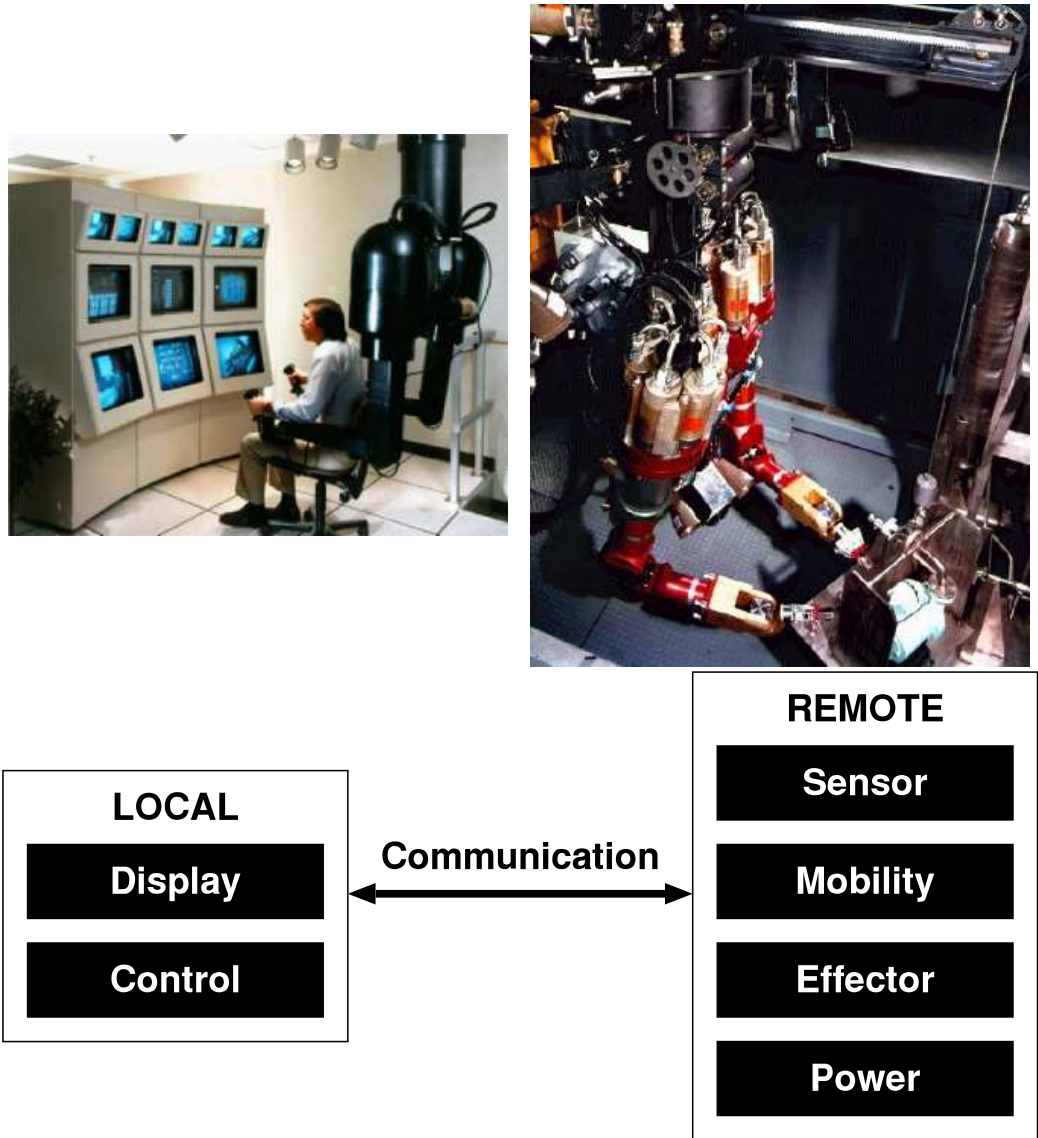 LOCAL
Display
Control
Communication
REMOTE
Sensor
Mobility
Effector
Power